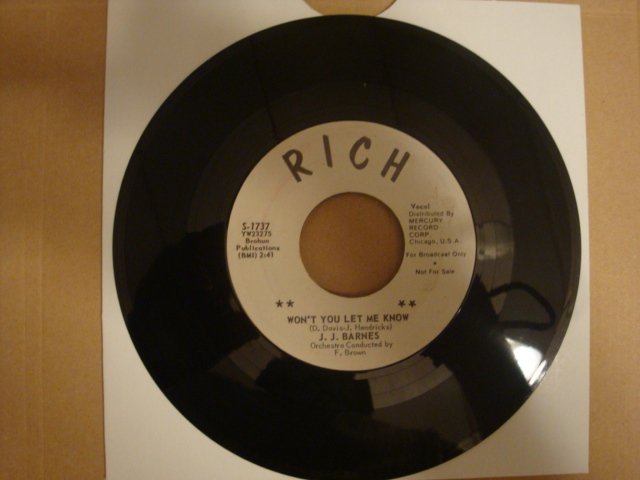 RICH
S-1737
YW23275
Brohun
Publications
(BMI) 2:41
Vocal
Distributed By
MERCURY
RECORD
CORP.
Chicago, U.S.A
For Broadcast Only
*
Not For Sale
** **
WON'T YOU LET ME KNOW
(D. Davis-J. Hendricks)
J. J. BARNES
Orchestra Conducted by
F. Brown